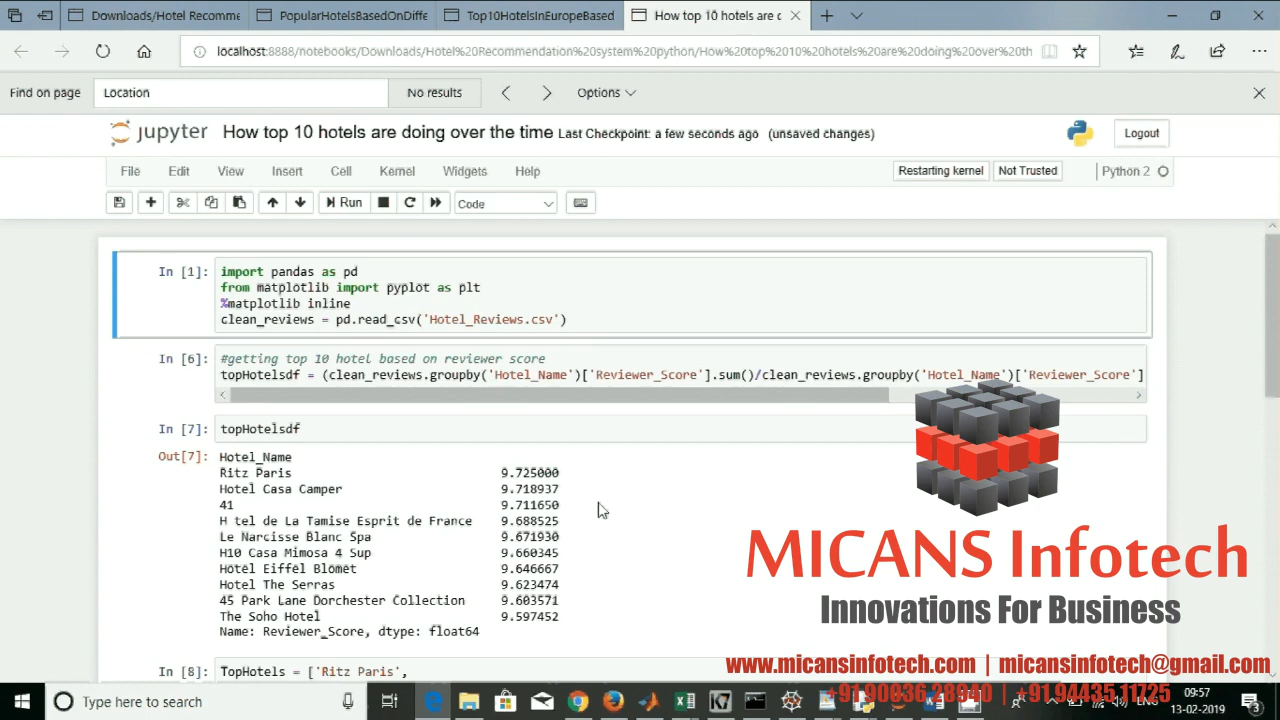 Downloads/Hotel Recomme
PopularHotelsBasedOnDiffe
Top10HotelsInEuropeBased
How top 10 hotels are d
localhost:8888/notebooks/Downloads/Hotel%20Recommendation%20system%20python/How%20top%2010%20hotels%20are%20doing%20over%20th
Find on page
Location
No results
Options
jupyter
How top 10 hotels are doing over the time Last Checkpoint: a few seconds ago (unsaved changes)
Logout
File Edit View Insert Cell Kernel Widgets Help
Restarting kernel
Not Trusted
Python 2
Run
Code
In [1]: import pandas as pd
from matplotlib import pyplot as plt
%matplotlib inline
clean_reviews = pd.read_csv('Hotel_Reviews.csv')
In [6]: #getting top 10 hotel based on reviewer score
topHotelsdf = (clean_reviews.groupby('Hotel_Name')['Reviewer_Score'].sum()/clean_reviews.groupby('Hotel_Name')['Reviewer_Score']
In [7]: topHotelsdf
Out[7]: Hotel_Name
Ritz Paris 9.725000
Hotel Casa Camper 9.718937
41 9.711650
H tel de La Tamise Esprit de France 9.688525
Le Narcisse Blanc Spa 9.671930
H10 Casa Mimosa 4 Sup 9.660345
Hotel Eiffel Blomet 9.646667
Hotel The Serras 9.623474
45 Park Lane Dorchester Collection 9.603571
The Soho Hotel 9.597452
Name: Reviewer_Score, dtype: float64
In [8]: TopHotels = ['Ritz Paris',
MICANS Infotech
Innovations For Business
www.micansinfotech.com | micansinfotech@gmail.com
+91.90036.28940 | +91.94435.11725
Type here to search
ENG
09:57
13-02-2019
3